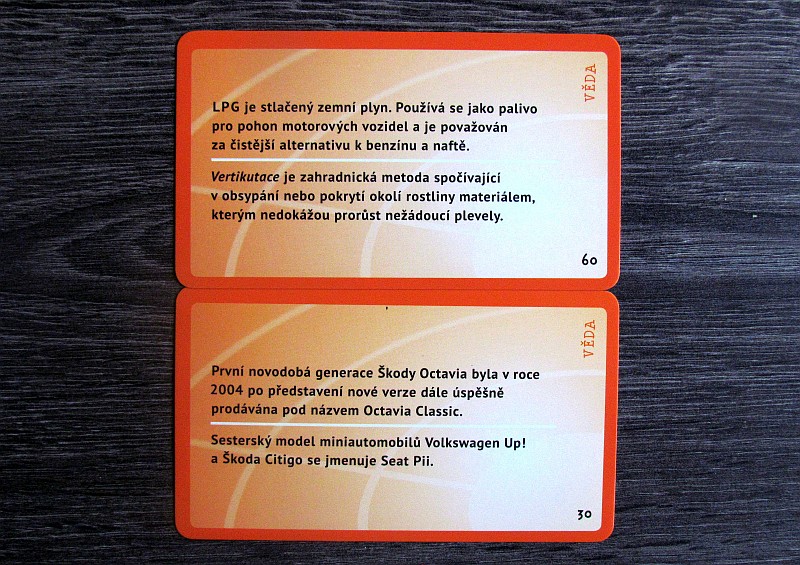 VĚDA
LPG je stlačený zemní plyn. Používá se jako palivo
pro pohon motorových vozidel a je považován
za čistější alternativu k benzínu a naftě.
Vertikutace je zahradnická metoda spočívající
v obsypání nebo pokrytí okolí rostliny materiálem,
kterým nedokážou prorůst nežádoucí plevely.
60
VĚDA
První novodobá generace Škody Octavia byla v roce
2004 po představení nové verze dále úspěšně
prodávána pod názvem Octavia Classic.
Sesterský model miniautomobilů Volkswagen Up!
a Škoda Citigo se jmenuje Seat Pii.
30